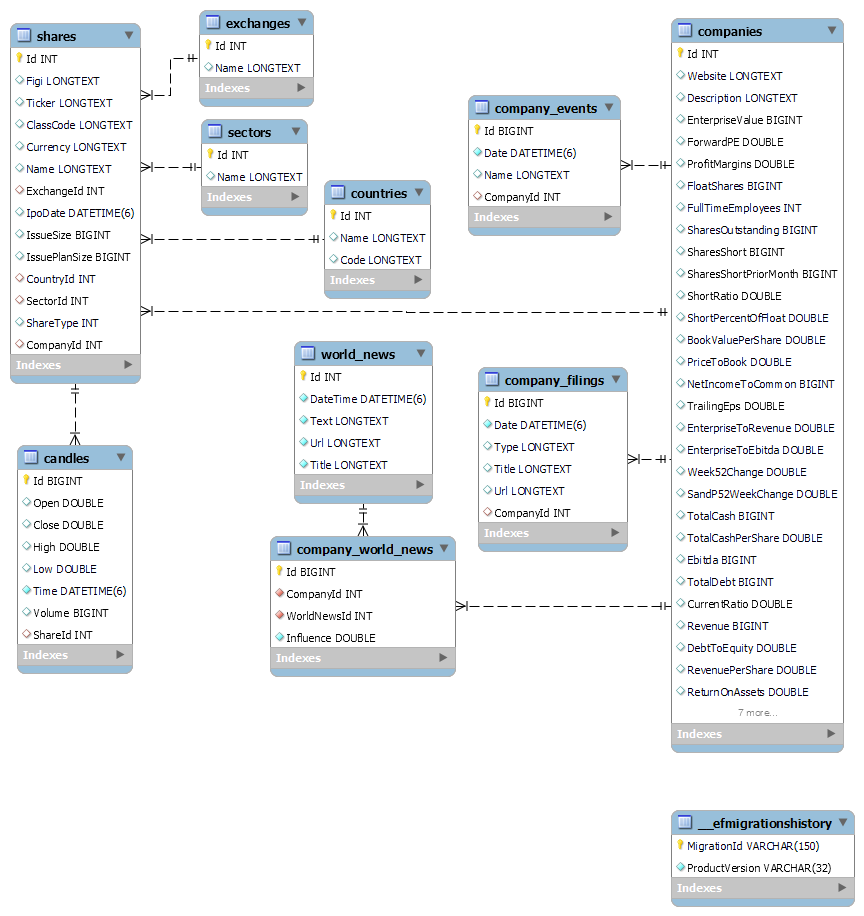 shares
Id INT
Figi LONGTEXT
Ticker LONGTEXT
ClassCode LONGTEXT
Currency LONGTEXT
Name LONGTEXT
ExchangeId INT
IpoDate DATETIME(6)
IssueSize BIGINT
IssuePlanSize BIGINT
CountryId INT
SectorId INT
ShareType INT
CompanyId INT
Indexes
exchanges
Id INT
Name LONGTEXT
Indexes
sectors
Id INT
Name LONGTEXT
Indexes
countries
Id INT
Name LONGTEXT
Code LONGTEXT
Indexes
company_events
Id BIGINT
Date DATETIME(6)
Name LONGTEXT
CompanyId INT
Indexes
companies
Id INT
Website LONGTEXT
Description LONGTEXT
EnterpriseValue BIGINT
ForwardPE DOUBLE
ProfitMargins DOUBLE
FloatShares BIGINT
FullTimeEmployees INT
SharesOutstanding BIGINT
SharesShort BIGINT
SharesShortPriorMonth BIGINT
ShortRatio DOUBLE
ShortPercentOfFloat DOUBLE
BookValuePerShare DOUBLE
PriceToBook DOUBLE
NetIncomeToCommon BIGINT
TrailingEps DOUBLE
EnterpriseToRevenue DOUBLE
EnterpriseToEbitda DOUBLE
Week52Change DOUBLE
SandP52WeekChange DOUBLE
TotalCash BIGINT
TotalCashPerShare DOUBLE
Ebitda BIGINT
TotalDebt BIGINT
CurrentRatio DOUBLE
Revenue BIGINT
DebtToEquity DOUBLE
RevenuePerShare DOUBLE
ReturnOnAssets DOUBLE
7 more...
Indexes
world_news
Id INT
DateTime DATETIME(6)
Text LONGTEXT
Url LONGTEXT
Title LONGTEXT
Indexes
company_filings
Id BIGINT
Date DATETIME(6)
Type LONGTEXT
Title LONGTEXT
Url LONGTEXT
CompanyId INT
Indexes
candles
Id BIGINT
Open DOUBLE
Close DOUBLE
High DOUBLE
Low DOUBLE
Time DATETIME(6)
Volume BIGINT
ShareId INT
Indexes
company_world_news
Id BIGINT
CompanyId INT
WorldNewsId INT
Influence DOUBLE
Indexes
__efmigrationshistory
MigrationId VARCHAR(150)
ProductVersion VARCHAR(32)
Indexes